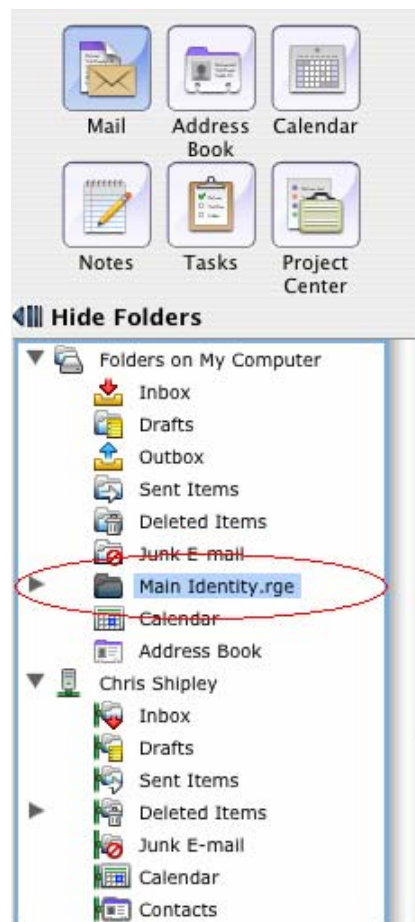 Mail Address Book Calendar
Notes Tasks Project Center
Hide Folders
Folders on My Computer
Inbox
Drafts
Outbox
Sent Items
Deleted Items
Junk E-mail
Main Identity.rge
Calendar
Address Book
Chris Shipley
Inbox
Drafts
Sent Items
Deleted Items
Junk E-mail
Calendar
Contacts